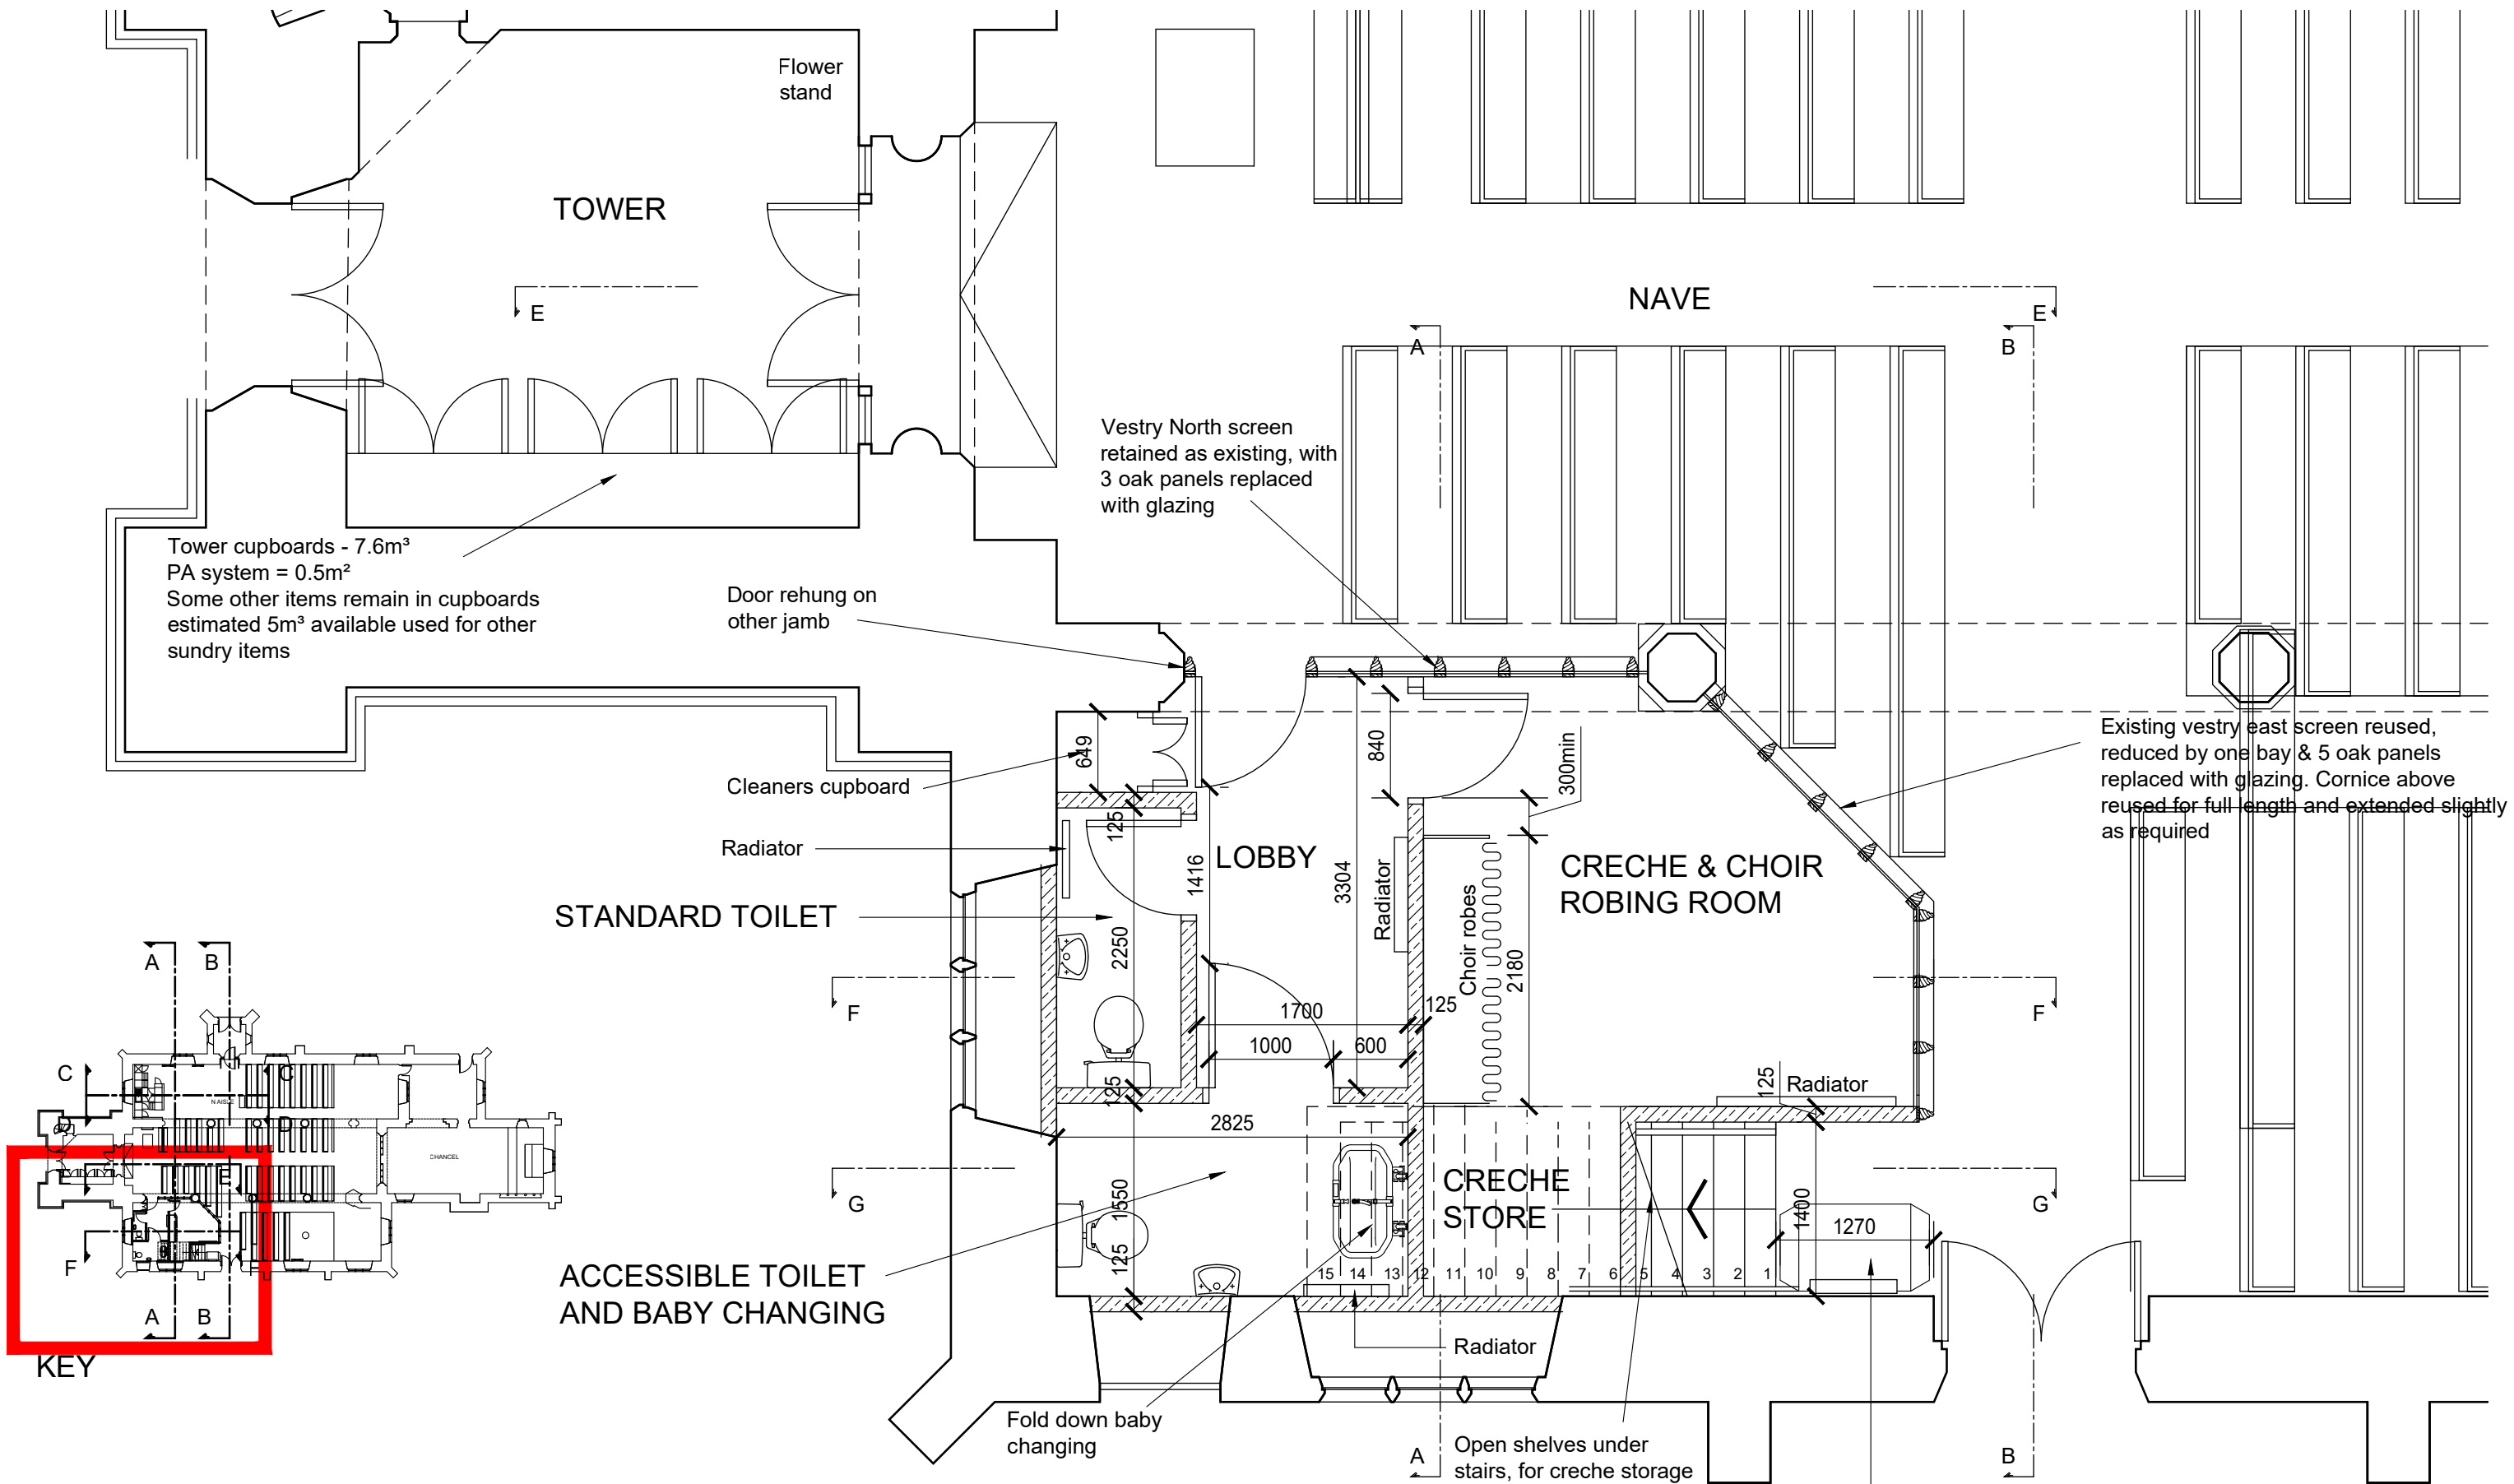 Flower
stand
TOWER
E
NAVE
E
A
B
Vestry North screen
retained as existing, with
3 oak panels replaced
with glazing
Tower cupboards - 7.6m³
PA system = 0.5m²
Some other items remain in cupboards
estimated 5m³ available used for other
sundry items
Door rehung on
other jamb
Existing vestry east screen reused,
reduced by one bay & 5 oak panels
replaced with glazing. Cornice above
reused for full length and extended slightly
as required
649
840
300min
Cleaners cupboard
125
Radiator
1416
LOBBY
3304
Radiator
CRECHE & CHOIR
ROBING ROOM
STANDARD TOILET
2250
Choir robes
2180
F
F
1700
125
1000
600
125
125
Radiator
2825
G
G
1550
CRECHE
STORE
1400
1270
125
15 14 13 12 11 10 9 8 7 6 5 4 3 2 1
ACCESSIBLE TOILET
AND BABY CHANGING
Radiator
Fold down baby
changing
Open shelves under
stairs, for creche storage
A
B
A
B
C
C
N AISLE
D
D
CHANCEL
E
E
F
F
A
B
KEY